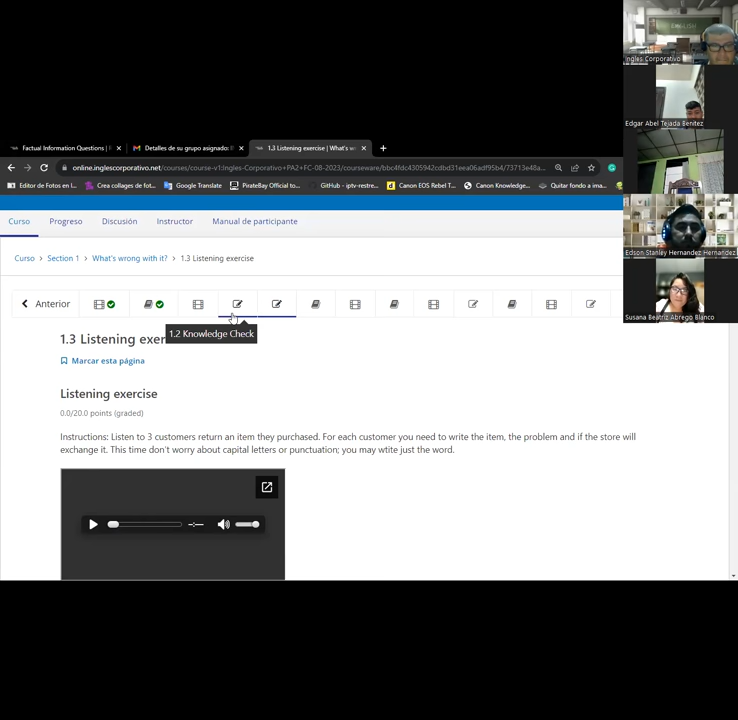 Factual Information Questions |
Detalles de su grupo asignado:
1.3 Listening exercise | What's w
online.inglescorporativo.net/courses/course-v1:Ingles-Corporativo+PA2+FC-08-2023/courseware/bbc4fdc4305942cdbd31eea06adf95b4/73713e48a...
Editor de Fotos en l...
Crea collages de fot...
Google Translate
PirateBay Official to...
GitHub - iptv-restre...
Canon EOS Rebel T...
Canon Knowledge...
Quitar fondo a ima...
Curso
Progreso
Discusión
Instructor
Manual de participante
Curso > Section 1 > What's wrong with it? > 1.3 Listening exercise
Anterior
1.2 Knowledge Check
1.3 Listening exer
Marcar esta página
Listening exercise
0.0/20.0 points (graded)
Instructions: Listen to 3 customers return an item they purchased. For each customer you need to write the item, the problem and if the store will
exchange it. This time don't worry about capital letters or punctuation; you may wtite just the word.
-:--
ENGLISH
Ingles Corporativo
Edgar Abel Tejada Benitez
Edson Stanley Hernandez Hernandez
Susana Beatriz Abrego Blanco